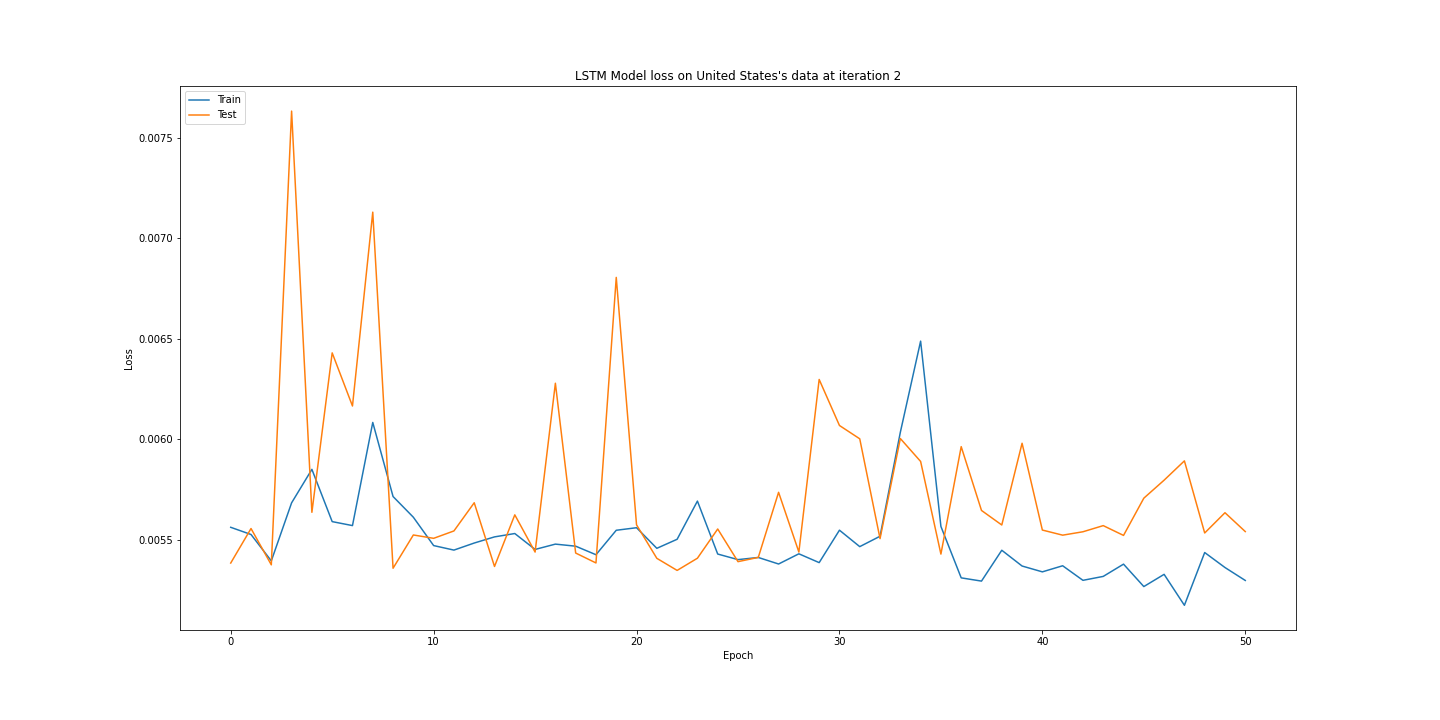 LSTM Model loss on United States's data at iteration 2
Train
Test
0.0075
0.0070
0.0065
0.0060
0.0055
Loss
0 10 20 30 40 50
Epoch